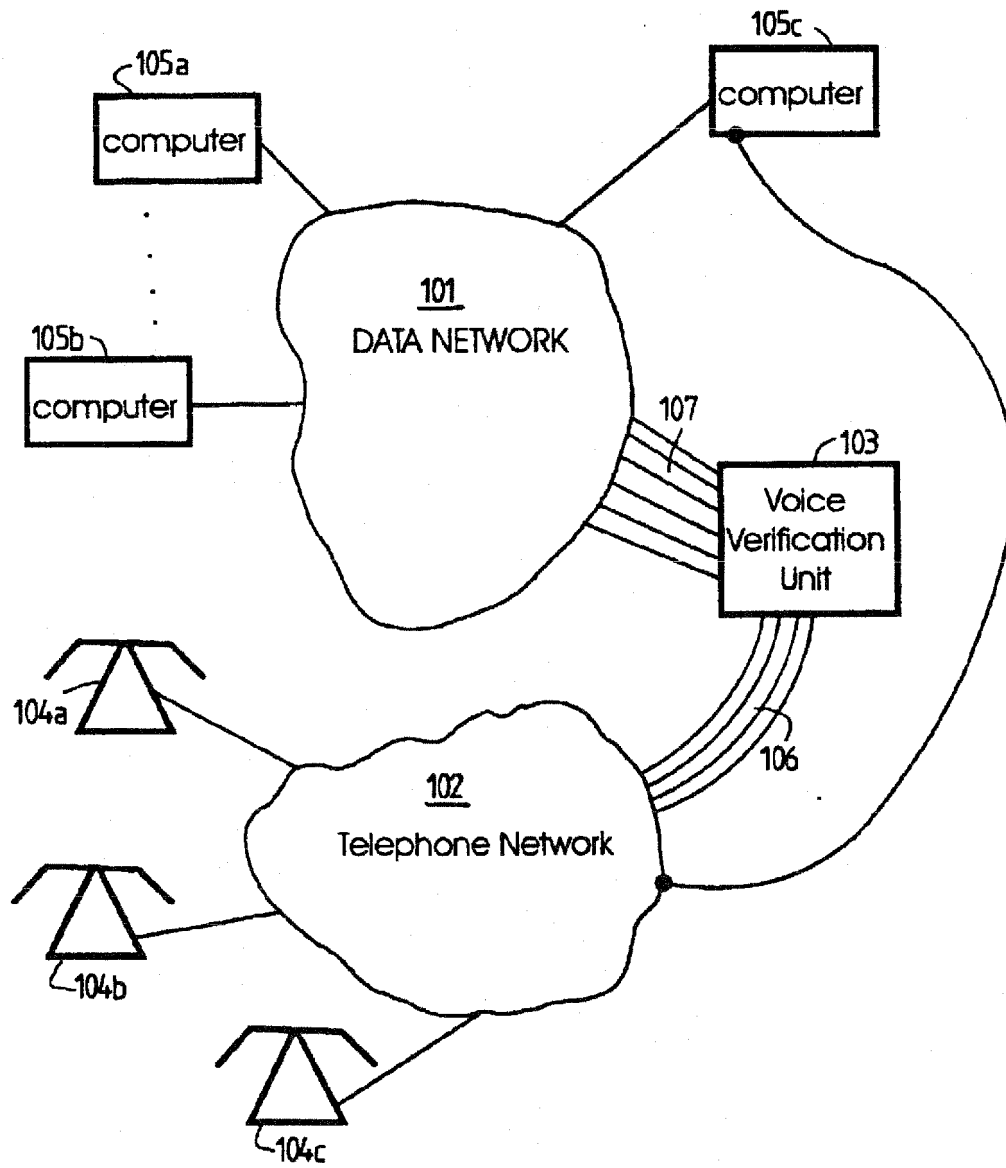 105a
computer
105c
computer
101
DATA NETWORK
105b
computer
107
103
Voice
Verification
Unit
104a
106
102
Telephone Network
104b
104c